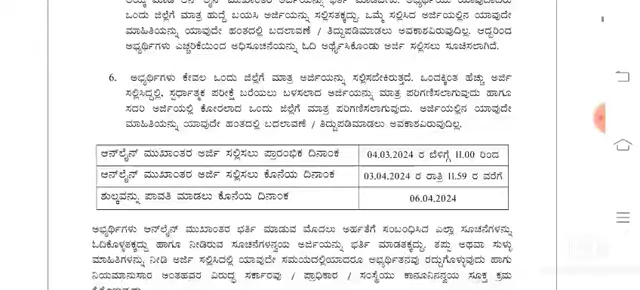 ಒಂದು ಜಿಲ್ಲೆಗೆ ಮಾತ್ರ ಹುದ್ದೆ ಬಯಸಿ ಅರ್ಜಿಯನ್ನು ಸಲ್ಲಿಸತಕ್ಕದ್ದು. ಒಮ್ಮೆ ಸಲ್ಲಿಸಿದ ಅರ್ಜಿಯಲ್ಲಿನ ಯಾವುದೇ
ಮಾಹಿತಿಯನ್ನು ಯಾವುದೇ ಹಂತದಲ್ಲಿ ಬದಲಾವಣೆ / ತಿದ್ದುಪಡಿಮಾಡಲು ಅವಕಾಶವಿರುವುದಿಲ್ಲ. ಆದ್ದರಿಂದ
ಅಭ್ಯರ್ಥಿಗಳು ಎಚ್ಚರಿಕೆಯಿಂದ ಅಧಿಸೂಚನೆಯನ್ನು ಓದಿ ಅರ್ಥೈಸಿಕೊಂಡು ಅರ್ಜಿ ಸಲ್ಲಿಸಲು ಸೂಚಿಸಲಾಗಿದೆ.
6. ಅಭ್ಯರ್ಥಿಗಳು ಕೇವಲ ಒಂದು ಜಿಲ್ಲೆಗೆ ಮಾತ್ರ ಅರ್ಜಿಯನ್ನು ಸಲ್ಲಿಸಬೇಕಿರುತ್ತದೆ. ಒಂದಕ್ಕಿಂತ ಹೆಚ್ಚು ಅರ್ಜಿ
ಸಲ್ಲಿಸಿದ್ದಲ್ಲಿ, ಸ್ಪರ್ಧಾತ್ಮಕ ಪರೀಕ್ಷೆ ಬರೆಯಲು ಬಳಸಲಾದ ಅರ್ಜಿಯನ್ನು ಮಾತ್ರ ಪರಿಗಣಿಸಲಾಗುವುದು ಹಾಗೂ
ಸದರಿ ಅರ್ಜಿಯಲ್ಲಿ ಕೋರಲಾದ ಒಂದು ಜಿಲ್ಲೆಗೆ ಮಾತ್ರ ಪರಿಗಣಿಸಲಾಗುವುದು. ಅರ್ಜಿಯಲ್ಲಿನ ಯಾವುದೇ
ಮಾಹಿತಿಯನ್ನು ಯಾವುದೇ ಹಂತದಲ್ಲಿ ಬದಲಾವಣೆ / ತಿದ್ದುಪಡಿಮಾಡಲು ಅವಕಾಶವಿರುವುದಿಲ್ಲ.
ಆನ್‌ಲೈನ್ ಮುಖಾಂತರ ಅರ್ಜಿ ಸಲ್ಲಿಸಲು ಪ್ರಾರಂಭಿಕ ದಿನಾಂಕ 04.03.2024 ರ ಬೆಳಿಗ್ಗೆ 11.00 ರಿಂದ
ಆನ್‌ಲೈನ್ ಮುಖಾಂತರ ಅರ್ಜಿ ಸಲ್ಲಿಸಲು ಕೊನೆಯ ದಿನಾಂಕ 03.04.2024 ರ ರಾತ್ರಿ 11.59 ರ ವರೆಗೆ
ಶುಲ್ಕವನ್ನು ಪಾವತಿ ಮಾಡಲು ಕೊನೆಯ ದಿನಾಂಕ 06.04.2024
ಅಭ್ಯರ್ಥಿಗಳು ಆನ್‌ಲೈನ್ ಮುಖಾಂತರ ಭರ್ತಿ ಮಾಡುವ ಮೊದಲು ಅರ್ಹತೆಗೆ ಸಂಬಂಧಿಸಿದ ಎಲ್ಲಾ ಸೂಚನೆಗಳನ್ನು
ಓದಿಕೊಳ್ಳತಕ್ಕದ್ದು ಹಾಗೂ ನೀಡಿರುವ ಸೂಚನೆಗಳನ್ವಯ ಅರ್ಜಿಯನ್ನು ಭರ್ತಿ ಮಾಡತಕ್ಕದ್ದು. ತಪ್ಪು ಅಥವಾ ಸುಳ್ಳು
ಮಾಹಿತಿಗಳನ್ನು ನೀಡಿ ಅರ್ಜಿ ಸಲ್ಲಿಸಿದಲ್ಲಿ ಯಾವುದೇ ಸಮಯದಲ್ಲಿಯಾದರೂ ಅಭ್ಯರ್ಥಿತನವು ರದ್ದುಗೊಳ್ಳುವುದು ಹಾಗು
ನಿಯಮಾನುಸಾರ ಅಂತಹವರ ವಿರುದ್ಧ ಸರ್ಕಾರವು / ಪ್ರಾಧಿಕಾರ / ಸಂಸ್ಥೆಯು ಕಾನೂನಿನನ್ವಯ ಸೂಕ್ತ ಕ್ರಮ